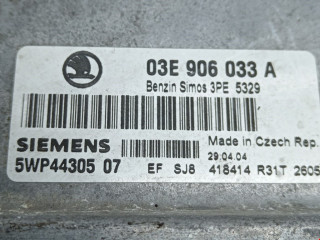 03E 906 033 A
Benzin Simos 3PE 5329
SIEMENS
Made in Czech Rep.
5WP44305 07
29.04.04
EF SJ8
418414 R31T 2605